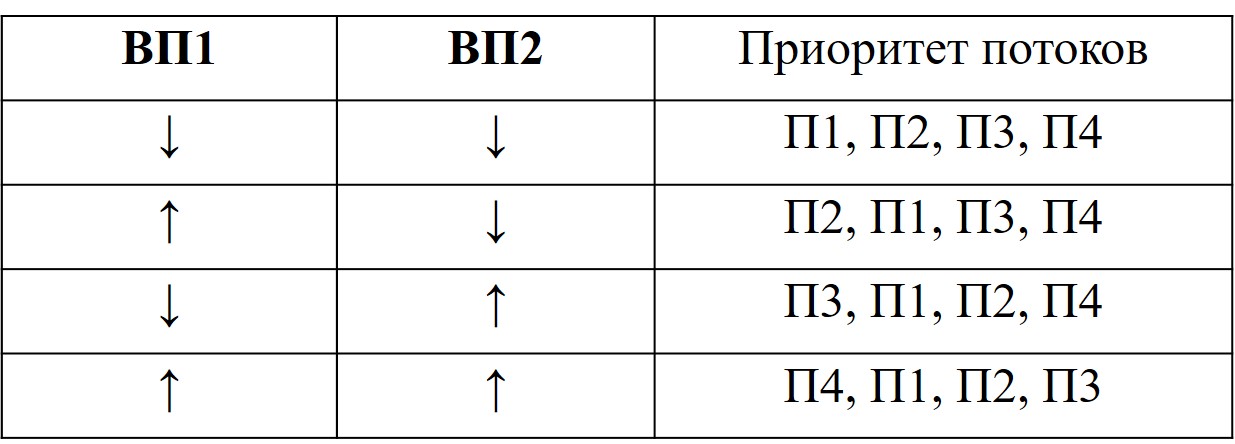 ВП1 ВП2 Приоритет потоков
↓ ↓ П1, П2, П3, П4
↑ ↓ П2, П1, П3, П4
↓ ↑ П3, П1, П2, П4
↑ ↑ П4, П1, П2, П3